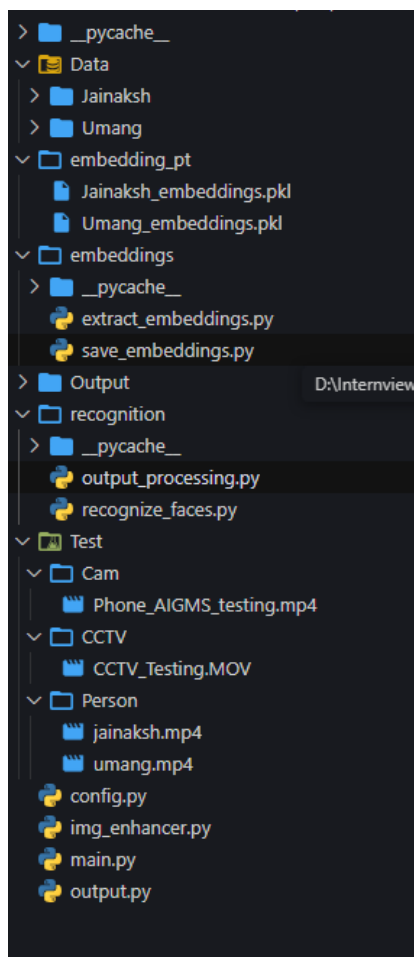 __pycache__
Data
Jainaksh
Umang
embedding_pt
Jainaksh_embeddings.pkl
Umang_embeddings.pkl
embeddings
__pycache__
extract_embeddings.py
save_embeddings.py
Output
D:\Internview
recognition
__pycache__
output_processing.py
recognize_faces.py
Test
Cam
Phone_AIGMS_testing.mp4
CCTV
CCTV_Testing.MOV
Person
jainaksh.mp4
umang.mp4
config.py
img_enhancer.py
main.py
output.py